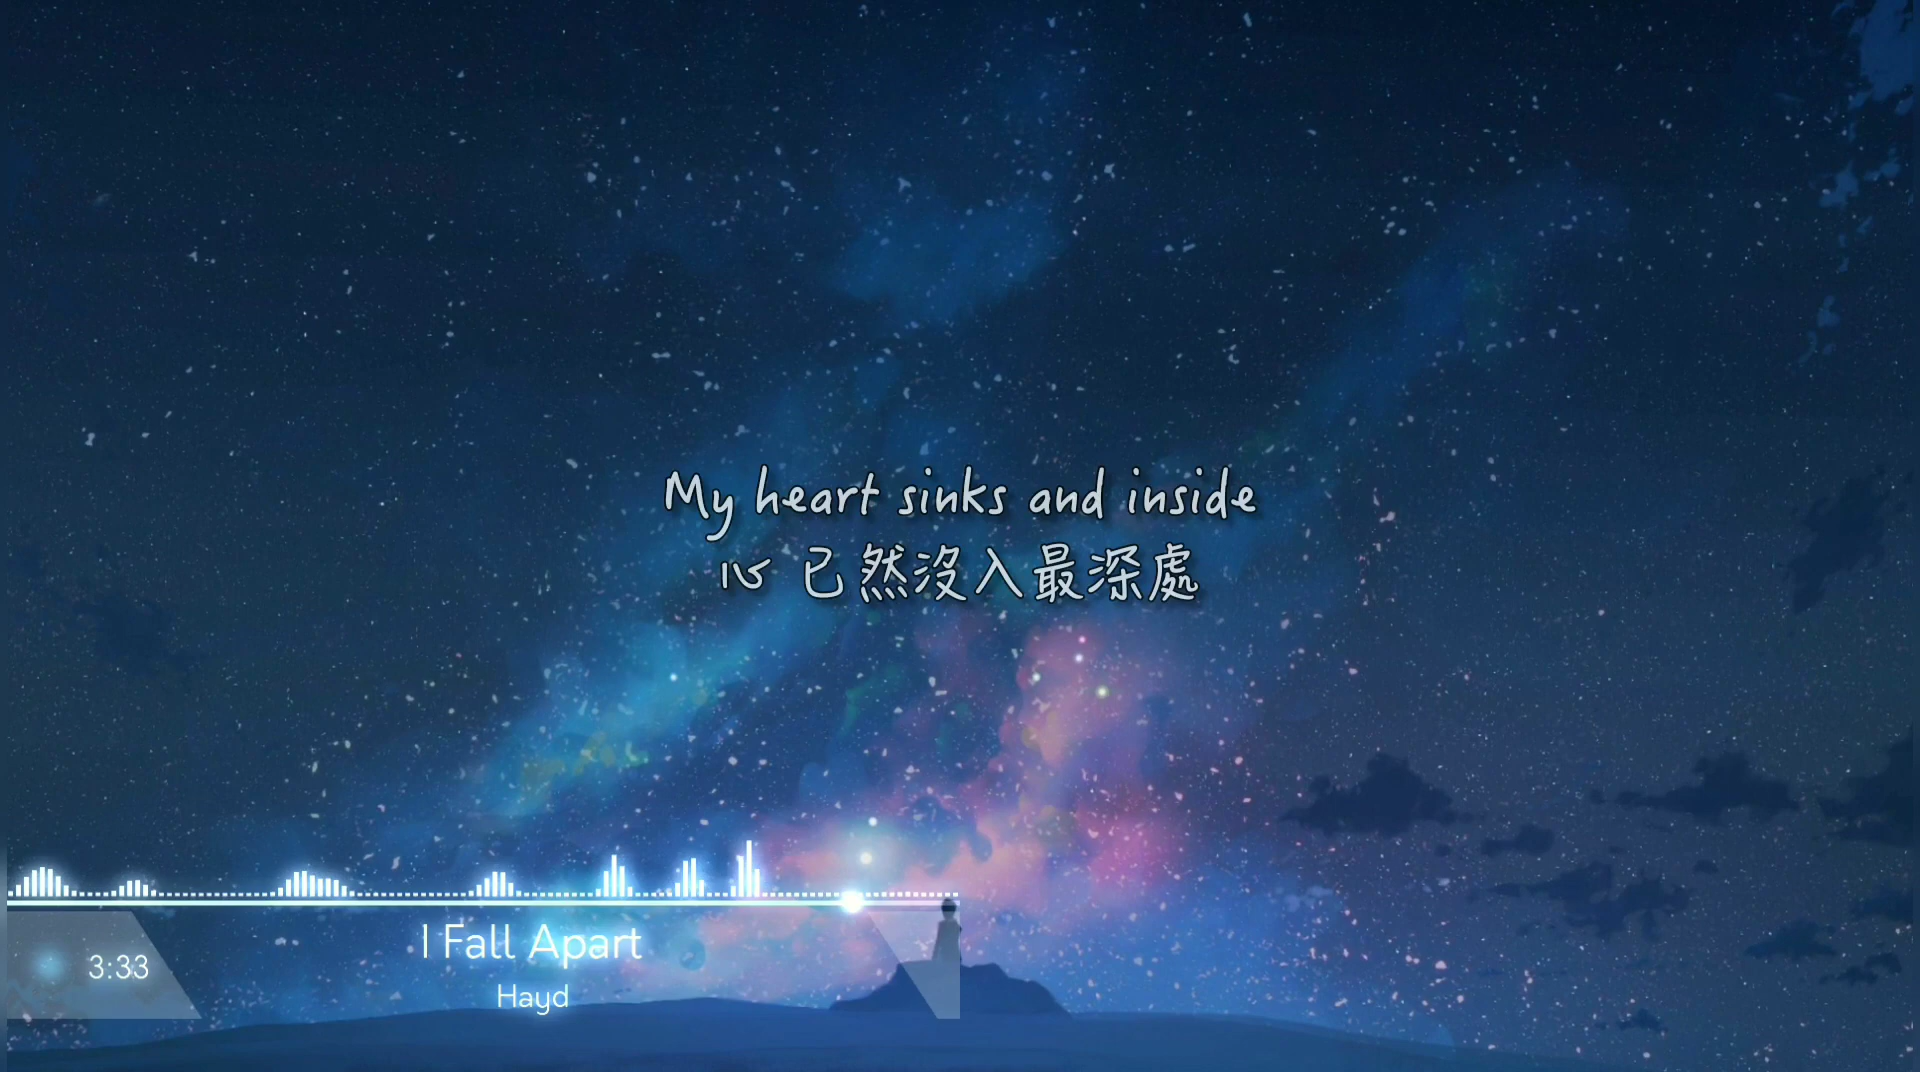 My heart sinks and inside
心 已然沒入最深處
I Fall Apart
3:33
Hayd